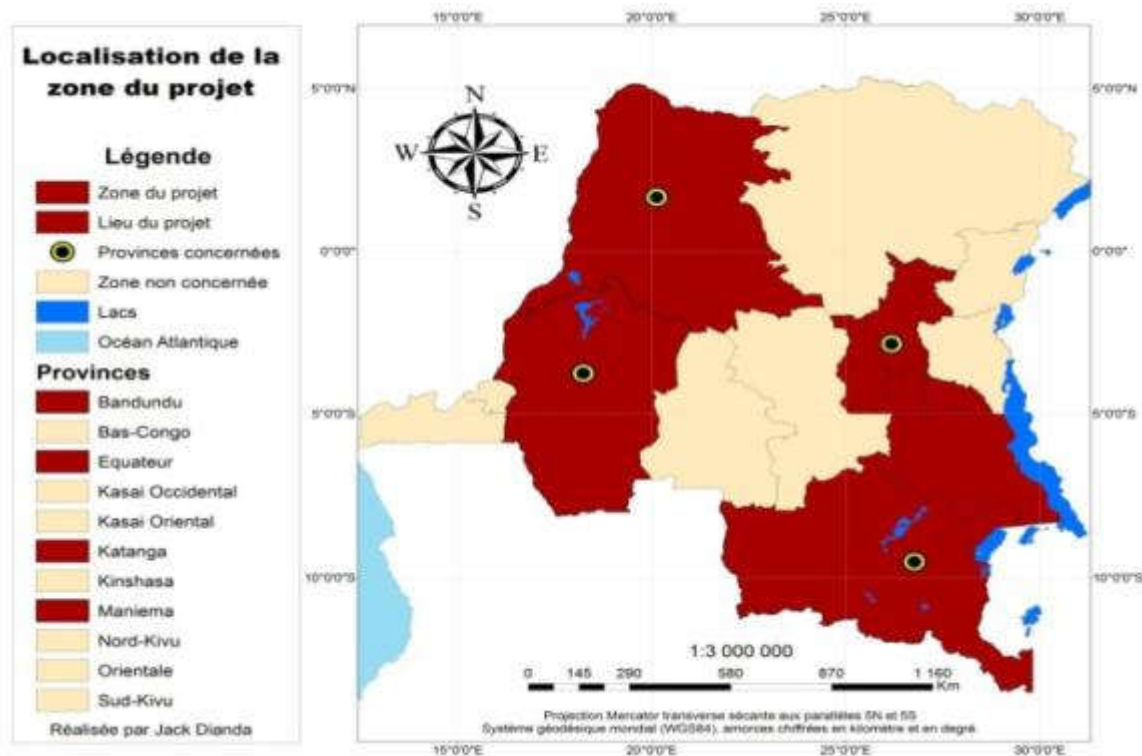 Localisation de la
zone du projet
Légende
Zone du projet
Lieu du projet
Provinces concernées
Zone non concernée
Lacs
Océan Atlantique
Provinces
Bandundu
Bas-Congo
Equateur
Kasai Occidental
Kasai Oriental
Katanga
Kinshasa
Maniema
Nord-Kivu
Orientale
Sud-Kivu
Réalisée par Jack Dianda
15°0'0"E 20°0'0"E 25°0'0"E 30°0'0"E
5°0'0"N 5°0'0"N
N
W E
S
0°0'0" 0°0'0"
5°0'0"S 5°0'0"S
10°0'0"S 10°0'0"S
1:3 000 000
0 145 290 580 870 1 160
Km
Projection Mercator transverse sécante aux parallèles 5N et 5S
Système géodésique mondial (WGS84), amorces chiffrées en kilomètre et en degré.
15°0'0"E 20°0'0"E 25°0'0"E 30°0'0"E